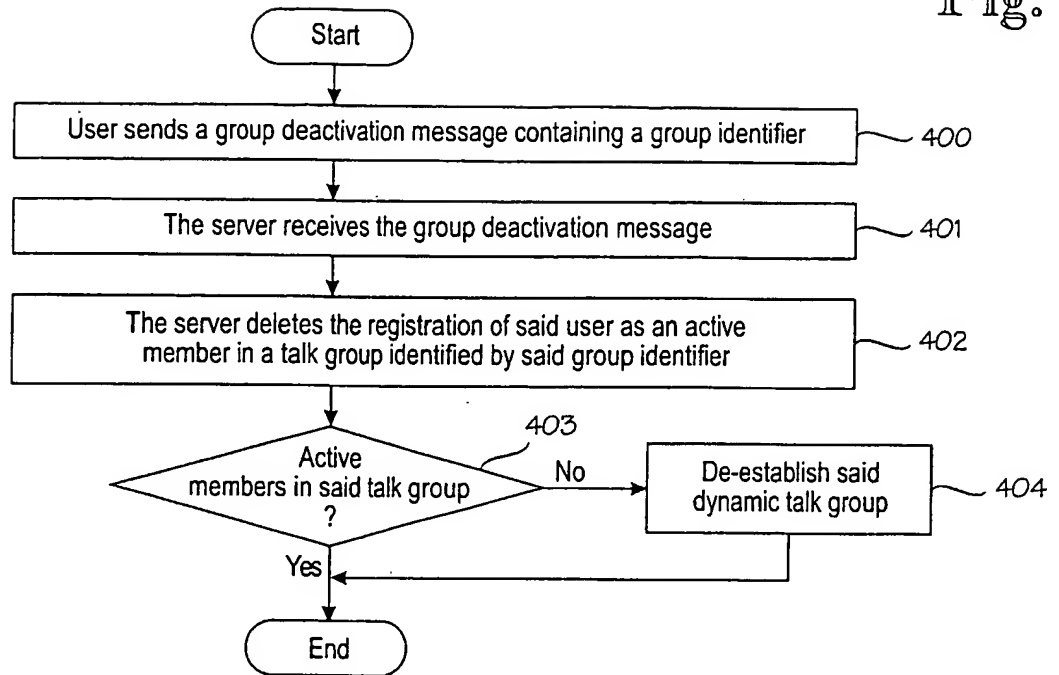 Fig.
Start
User sends a group deactivation message containing a group identifier
400
The server receives the group deactivation message
401
The server deletes the registration of said user as an active
member in a talk group identified by said group identifier
402
403
Active
members in said talk group
?
No
De-establish said
dynamic talk group
404
Yes
End